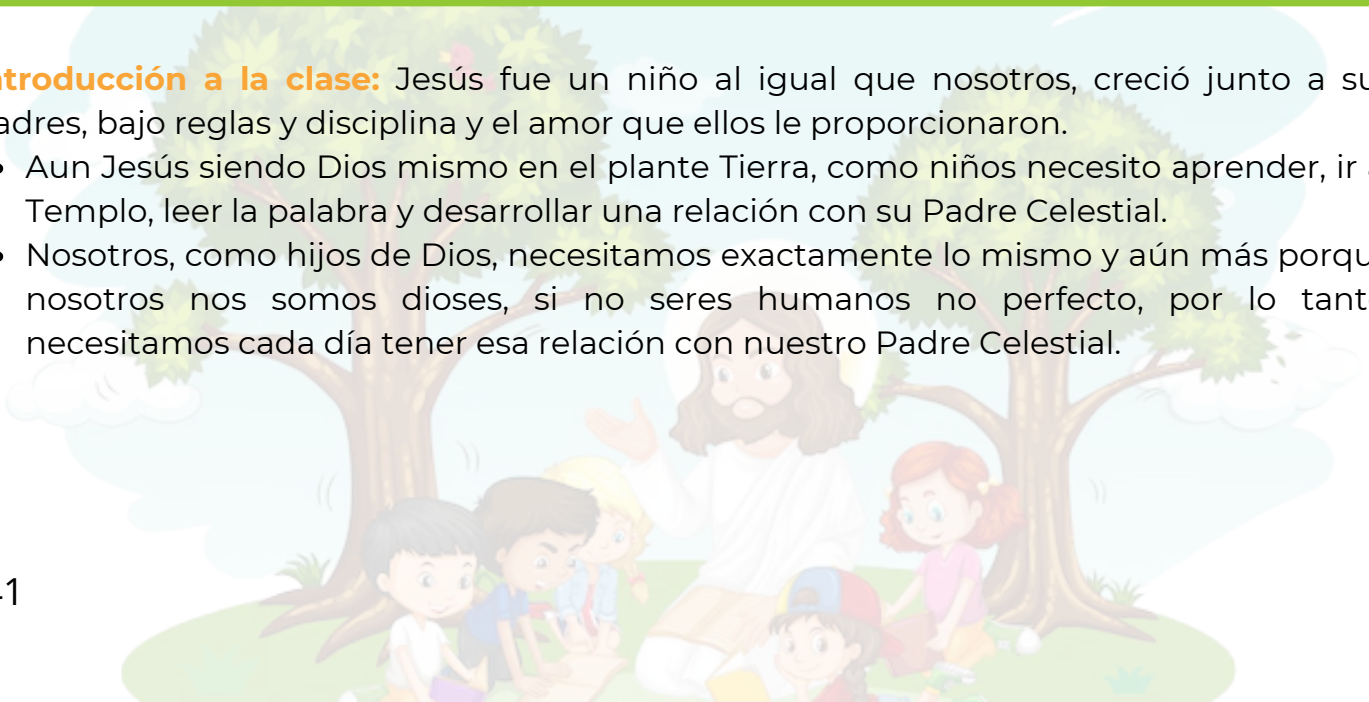 ntroducción a la clase: Jesús fue un niño al igual que nosotros, creció junto a su
adres, bajo reglas y disciplina y el amor que ellos le proporcionaron.
• Aun Jesús siendo Dios mismo en el plante Tierra, como niños necesito aprender, ir a
Templo, leer la palabra y desarrollar una relación con su Padre Celestial.
• Nosotros, como hijos de Dios, necesitamos exactamente lo mismo y aún más porqu
nosotros nos somos dioses, si no seres humanos no perfecto, por lo tant
necesitamos cada día tener esa relación con nuestro Padre Celestial.
-1